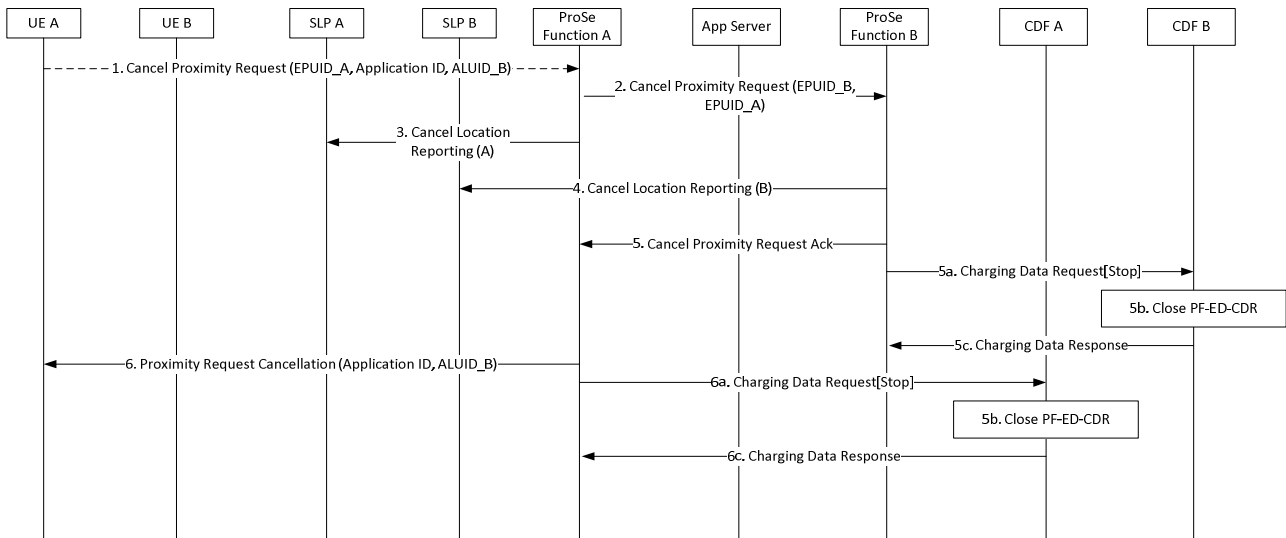 UE A
UE B
SLP A
SLP B
ProSe
Function A
App Server
ProSe
Function B
CDF A
CDF B
1. Cancel Proximity Request (EPUID_A, Application ID, ALUID_B)
2. Cancel Proximity Request (EPUID_B,
EPUID_A)
3. Cancel Location
Reporting (A)
4. Cancel Location Reporting (B)
5. Cancel Proximity Request Ack
5a. Charging Data Request[Stop]
5b. Close PF-ED-CDR
5c. Charging Data Response
6. Proximity Request Cancellation (Application ID, ALUID_B)
6a. Charging Data Request[Stop]
5b. Close PF-ED-CDR
6c. Charging Data Response